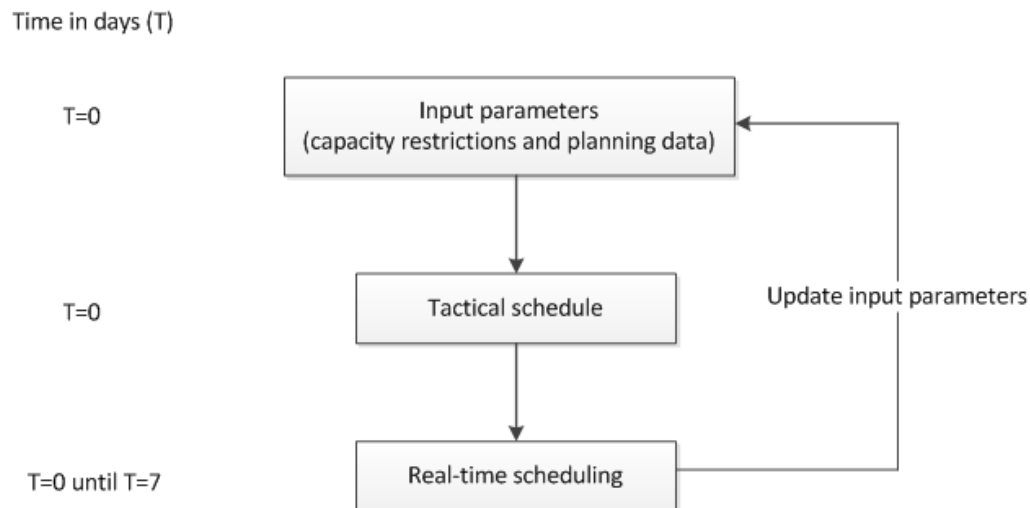 Time in days (T)
T=0
Input parameters
(capacity restrictions and planning data)
T=0
Tactical schedule
Update input parameters
T=0 until T=7
Real-time scheduling